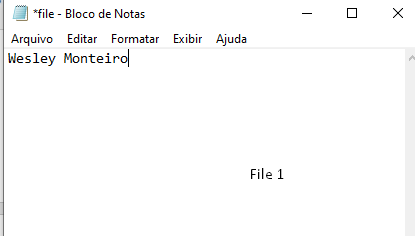 *file - Bloco de Notas
Arquivo Editar Formatar Exibir Ajuda
Wesley Monteiro
File 1